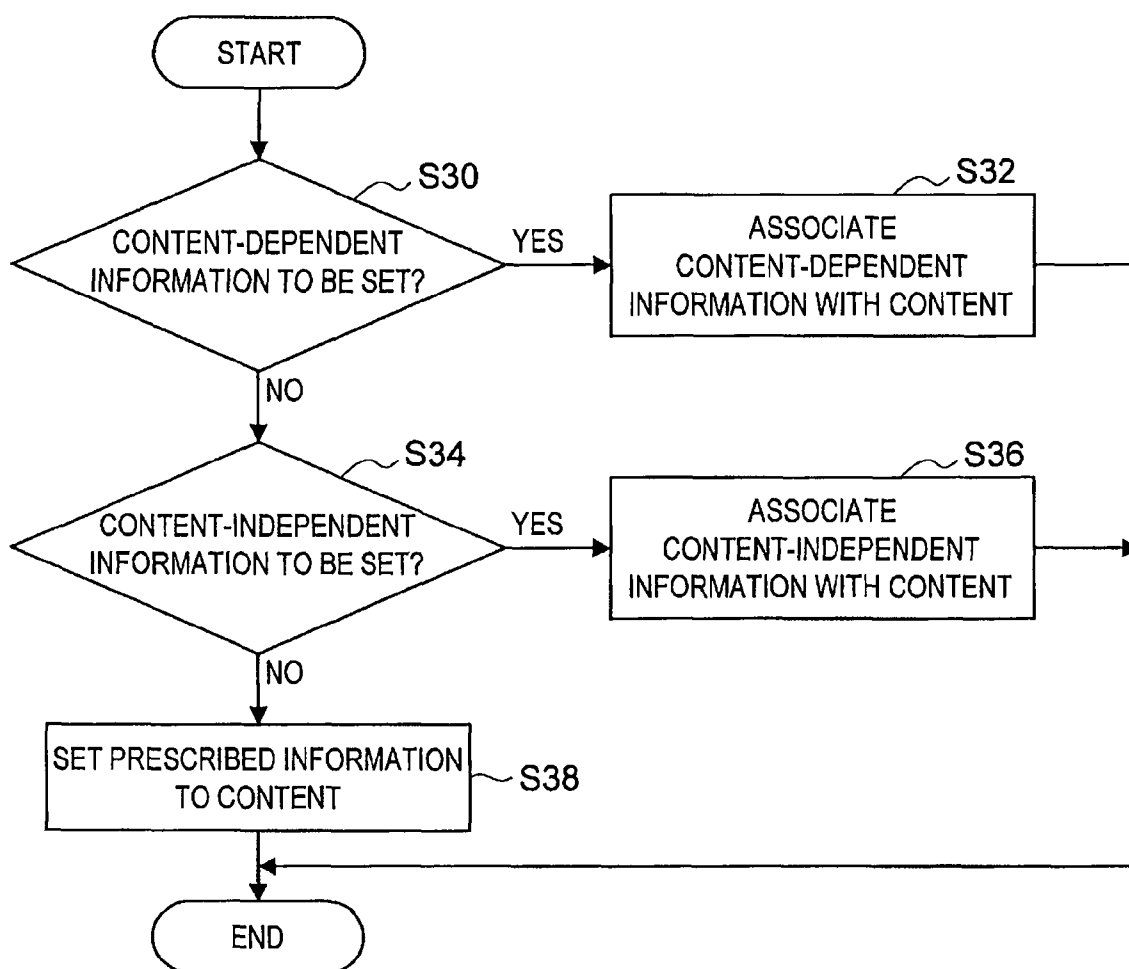 START
S30
CONTENT-DEPENDENT
INFORMATION TO BE SET?
YES
S32
ASSOCIATE
CONTENT-DEPENDENT
INFORMATION WITH CONTENT
NO
S34
CONTENT-INDEPENDENT
INFORMATION TO BE SET?
YES
S36
ASSOCIATE
CONTENT-INDEPENDENT
INFORMATION WITH CONTENT
NO
SET PRESCRIBED INFORMATION
TO CONTENT
S38
END